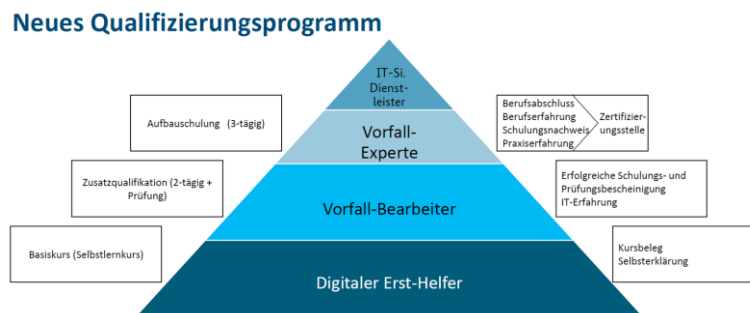 Neues Qualifizierungsprogramm
IT-Si.
Dienst-
leister
Aufbauschulung (3-tägig)
Vorfall-
Experte
Berufsabschluss
Berufserfahrung
Schulungsnachweis
Praxiserfahrung
Zertifizier-
ungsstelle
Zusatzqualifikation (2-tägig +
Prüfung)
Vorfall-Bearbeiter
Erfolgreiche Schulungs- und
Prüfungsbescheinigung
IT-Erfahrung
Basiskurs (Selbstlernkurs)
Digitaler Erst-Helfer
Kursbeleg
Selbsterklärung